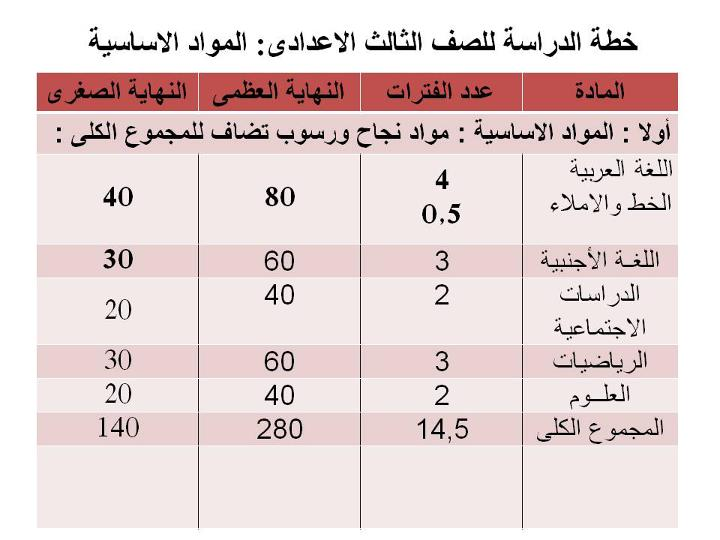 خطة الدراسة للصف الثالث الاعدادى: المواد الاساسية
المادة عدد الفترات النهاية العظمى النهاية الصغرى
أولا : المواد الاساسية : مواد نجاح ورسوب تضاف للمجموع الكلى :
اللغة العربية 4 80 40
الخط والاملاء 0.5
اللغـة الأجنبية 3 60 30
الدراسات 2 40 20
الاجتماعية
الرياضيات 3 60 30
العلــوم 2 40 20
المجموع الكلى 14,5 280 140